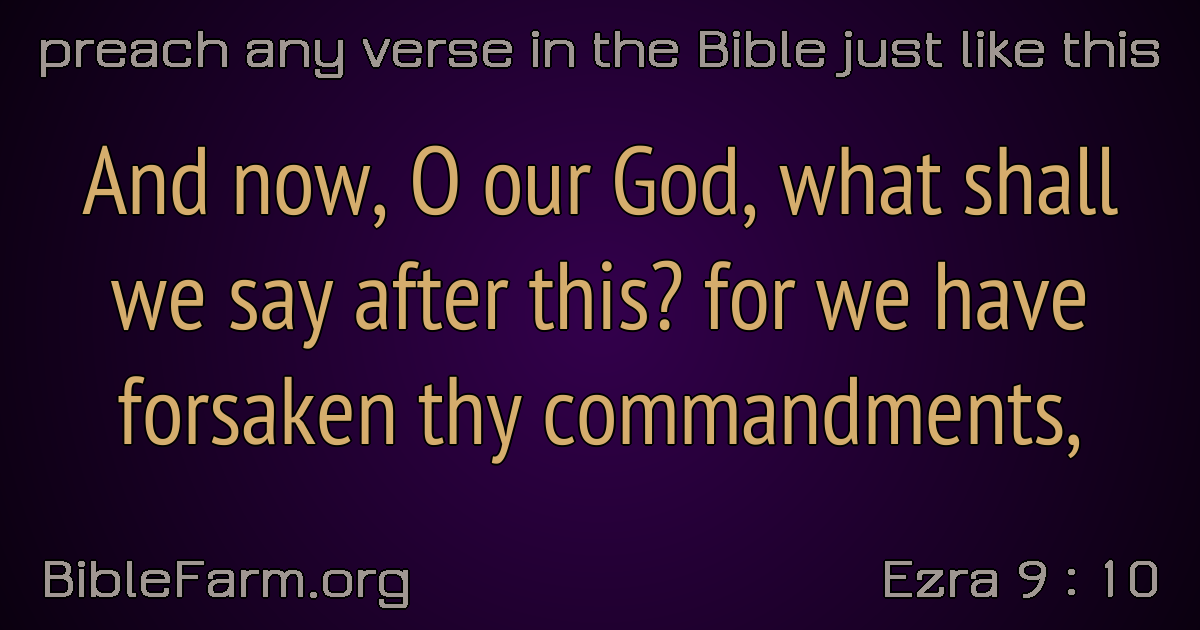 preach any verse in the Bible just like this
And now, O our God, what shall
we say after this? for we have
forsaken thy commandments,
BibleFarm.org
Ezra 9 : 10